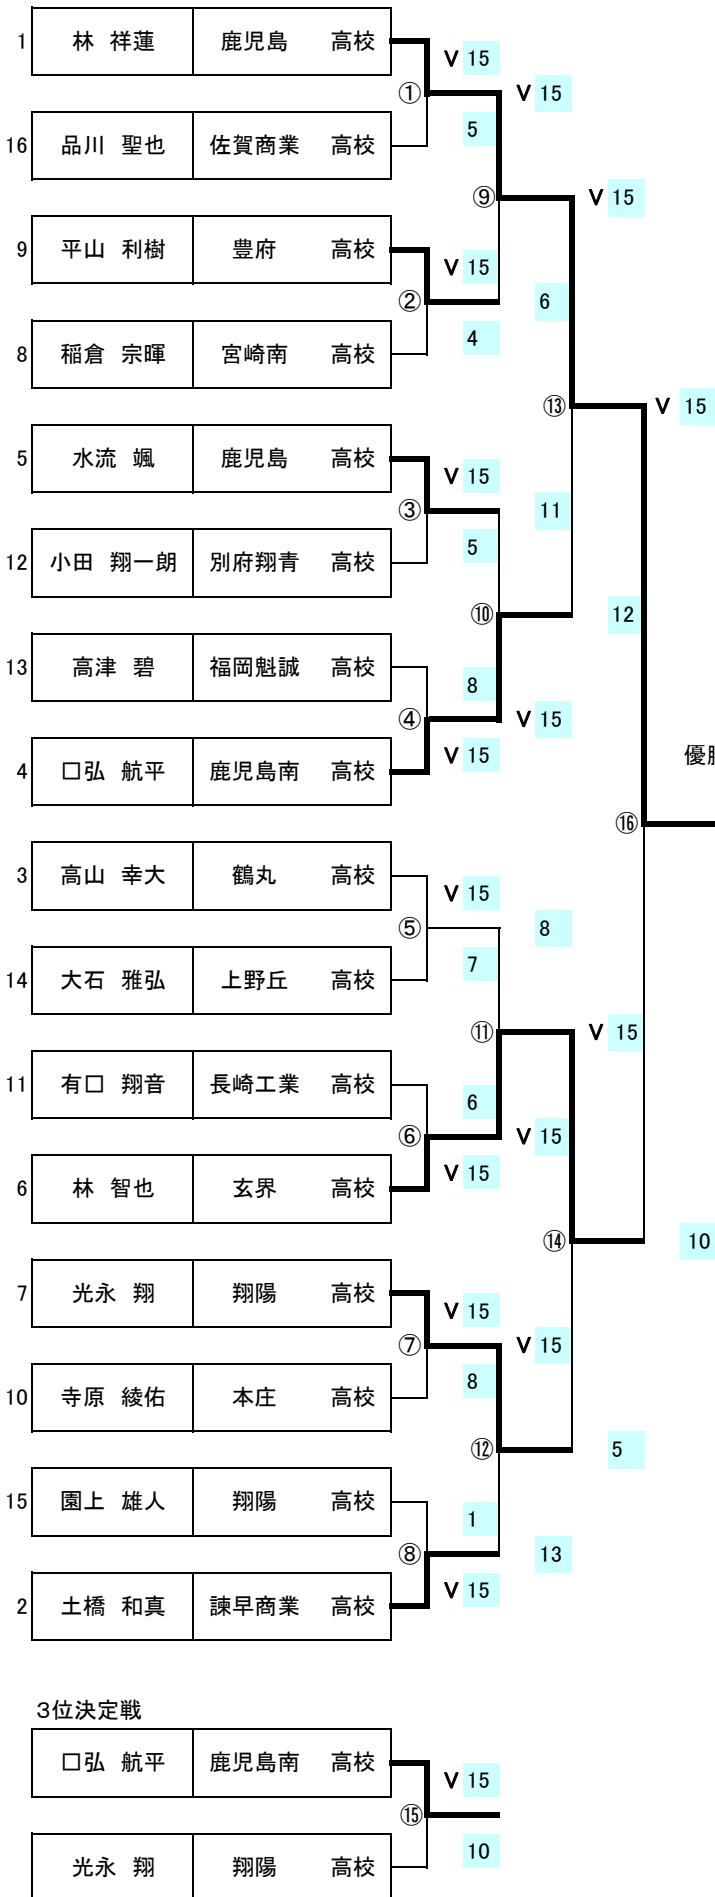 1 林 祥蓮 鹿児島 高校
V 15
① V 15
5
16 品川 聖也 佐賀商業 高校
⑨ V 15
9 平山 利樹 豊府 高校
V 15
② 6
4
8 稲倉 宗暉 宮崎南 高校
⑬ V 15
5 水流 颯 鹿児島 高校
V 15
③ 11
5
12 小田 翔一朗 別府翔青 高校
⑩ 12
13 高津 碧 福岡魁誠 高校
8
④ V 15
V 15
4 口弘 航平 鹿児島南 高校
優
⑯
3 高山 幸大 鶴丸 高校
V 15
⑤ 8
7
14 大石 雅弘 上野丘 高校
⑪ V 15
11 有口 翔音 長崎工業 高校
6
⑥ V 15
V 15
6 林 智也 玄界 高校
⑭ 10
7 光永 翔 翔陽 高校
V 15
⑦ V 15
8
10 寺原 綾佑 本庄 高校
⑫ 5
15 園上 雄人 翔陽 高校
1
⑧ 13
V 15
2 土橋 和真 諫早商業 高校
3位決定戦
口弘 航平 鹿児島南 高校
V 15
⑮
10
光永 翔 翔陽 高校